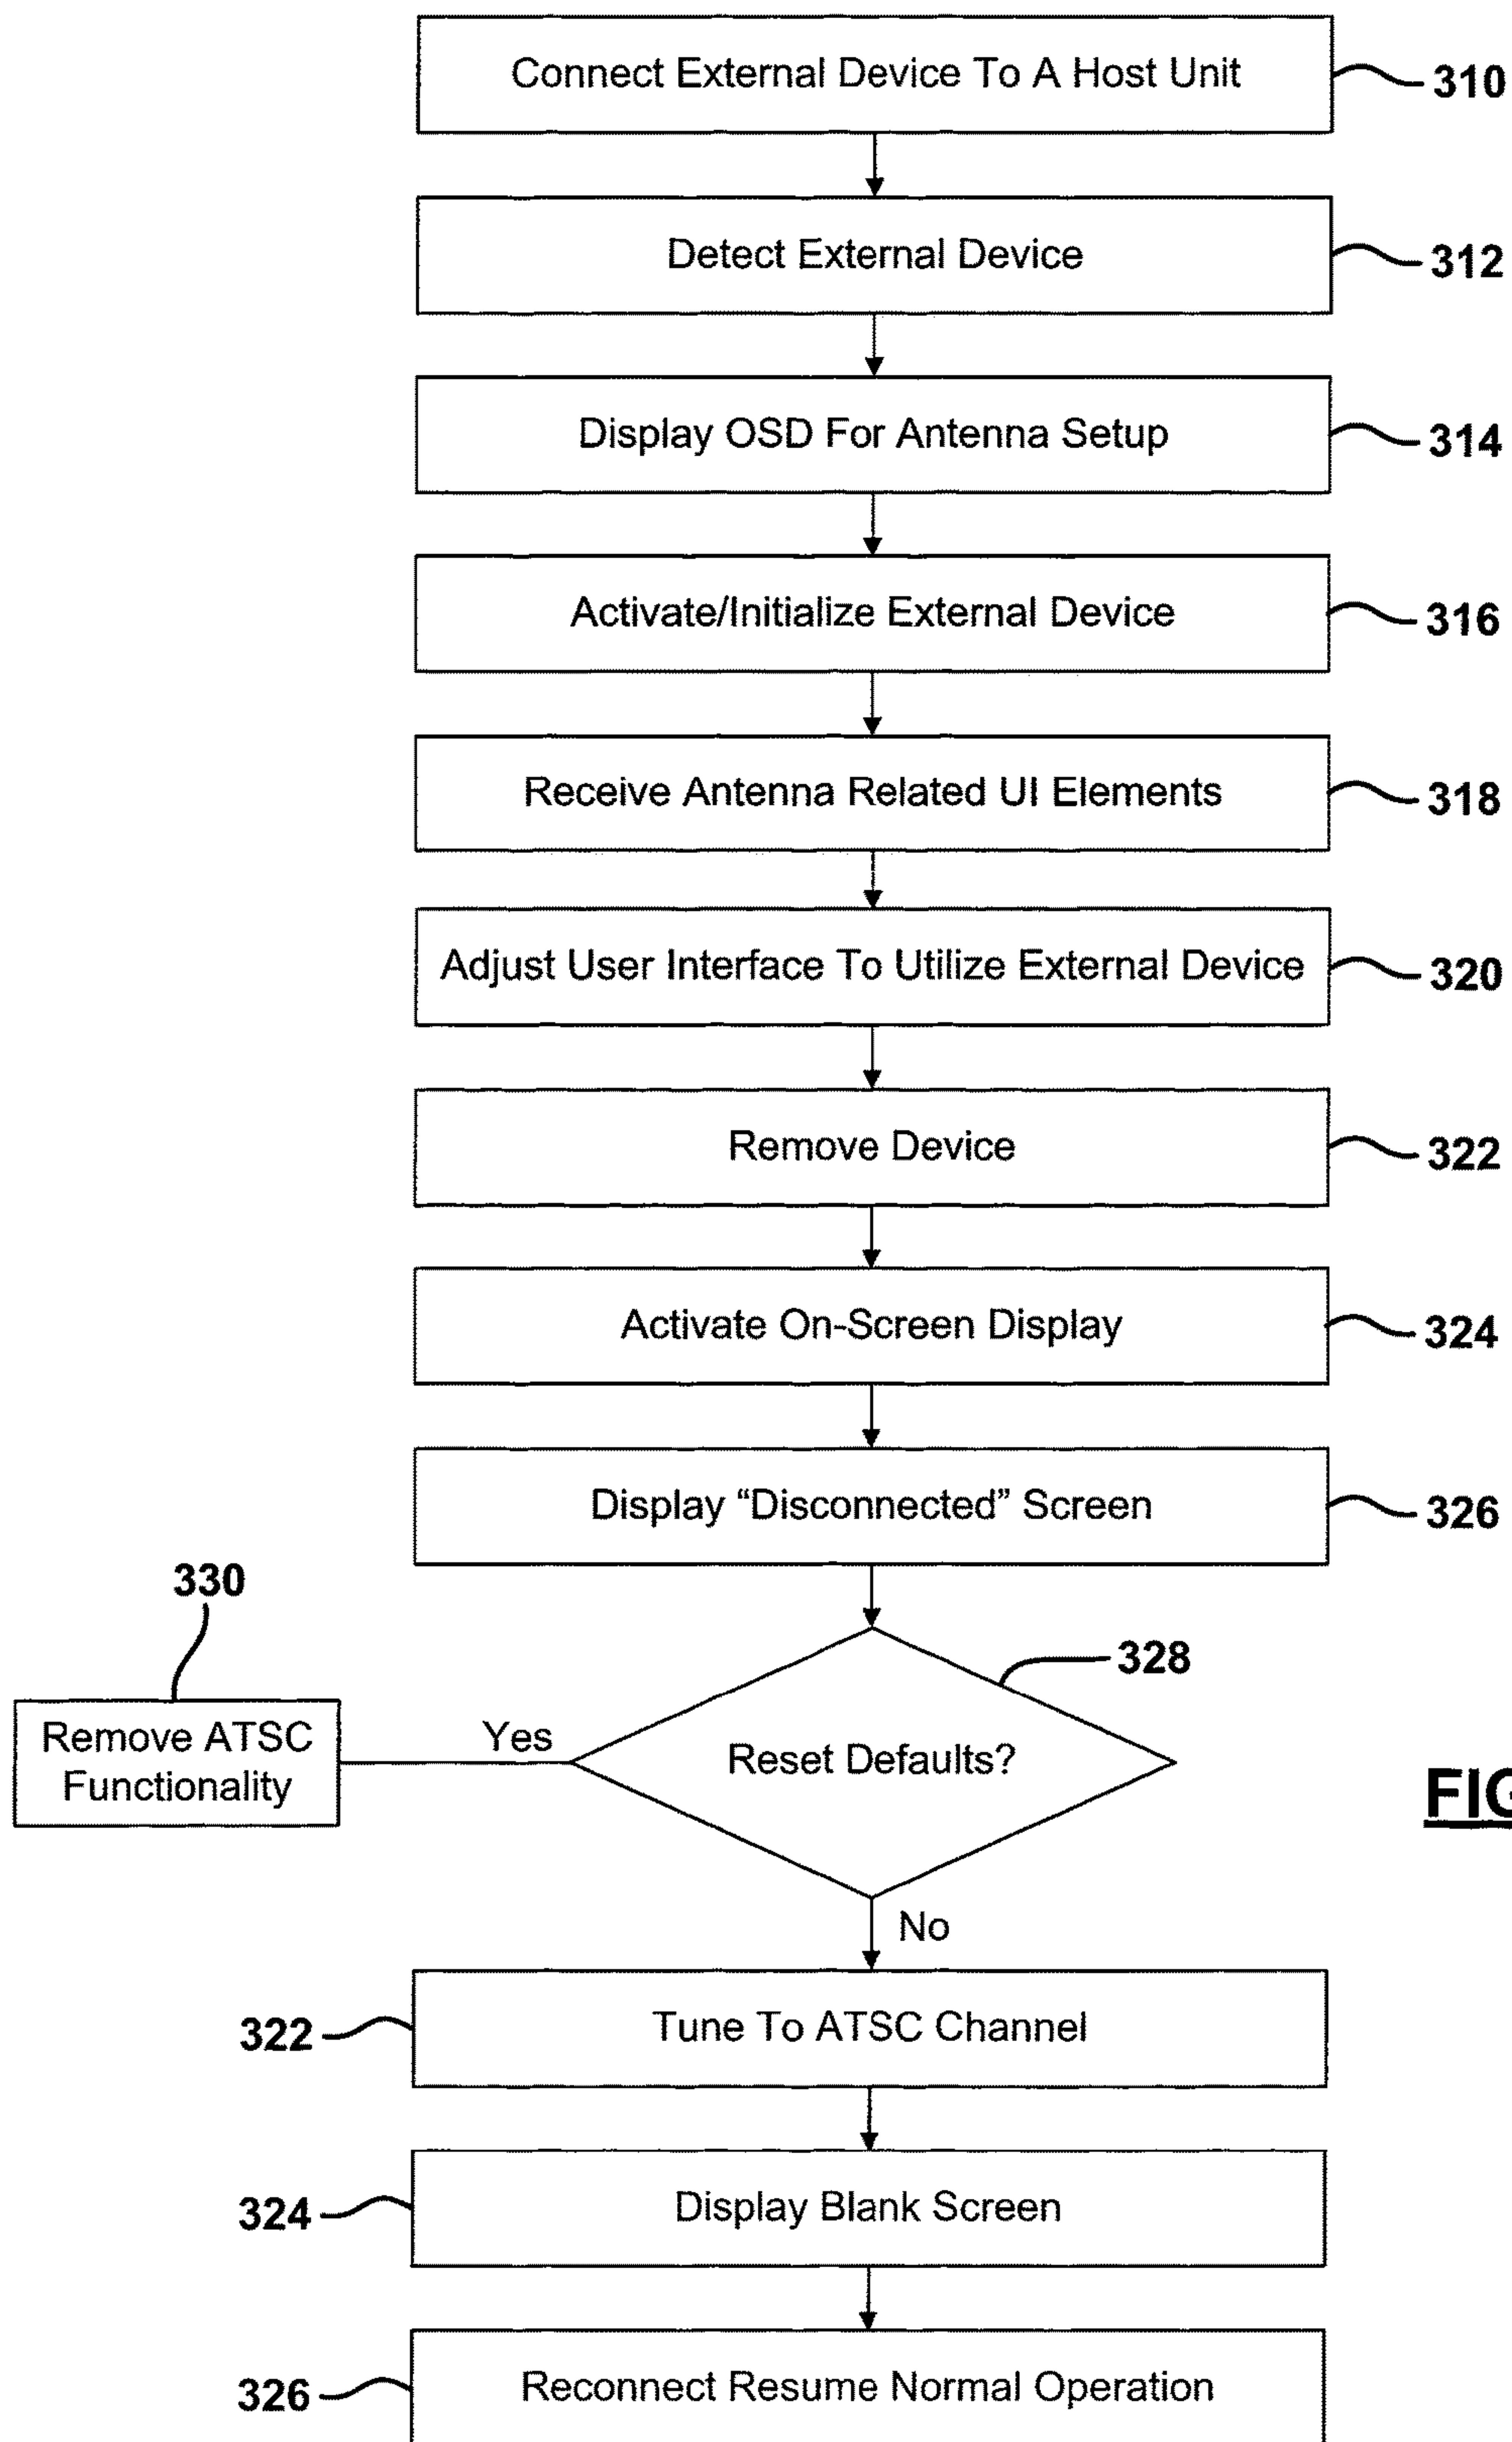 Connect External Device To A Host Unit
310
Detect External Device
312
Display OSD For Antenna Setup
314
Activate/Initialize External Device
316
Receive Antenna Related UI Elements
318
Adjust User Interface To Utilize External Device
320
Remove Device
322
Activate On-Screen Display
324
Display “Disconnected” Screen
326
330
328
Remove ATSC
Functionality
Yes
Reset Defaults?
FIG
No
322
Tune To ATSC Channel
324
Display Blank Screen
326
Reconnect Resume Normal Operation